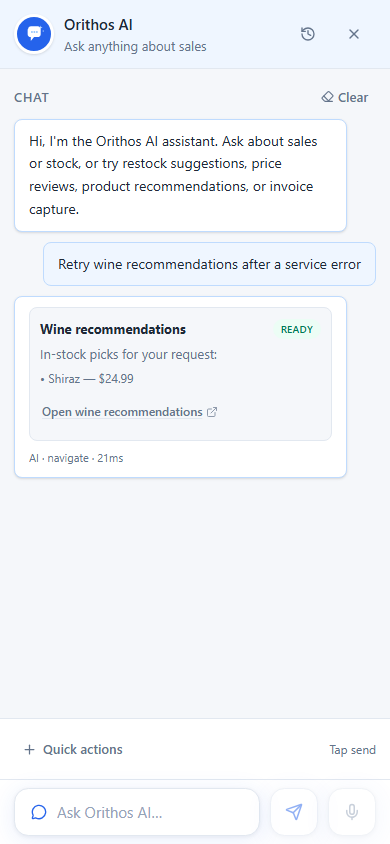 Orithos AI
Ask anything about sales
CHAT
Clear
Hi, I'm the Orithos AI assistant. Ask about sales
or stock, or try restock suggestions, price
reviews, product recommendations, or invoice
capture.
Retry wine recommendations after a service error
Wine recommendations
READY
In-stock picks for your request:
• Shiraz — $24.99
Open wine recommendations
AI · navigate · 21ms
Quick actions
Tap send
Ask Orithos AI...